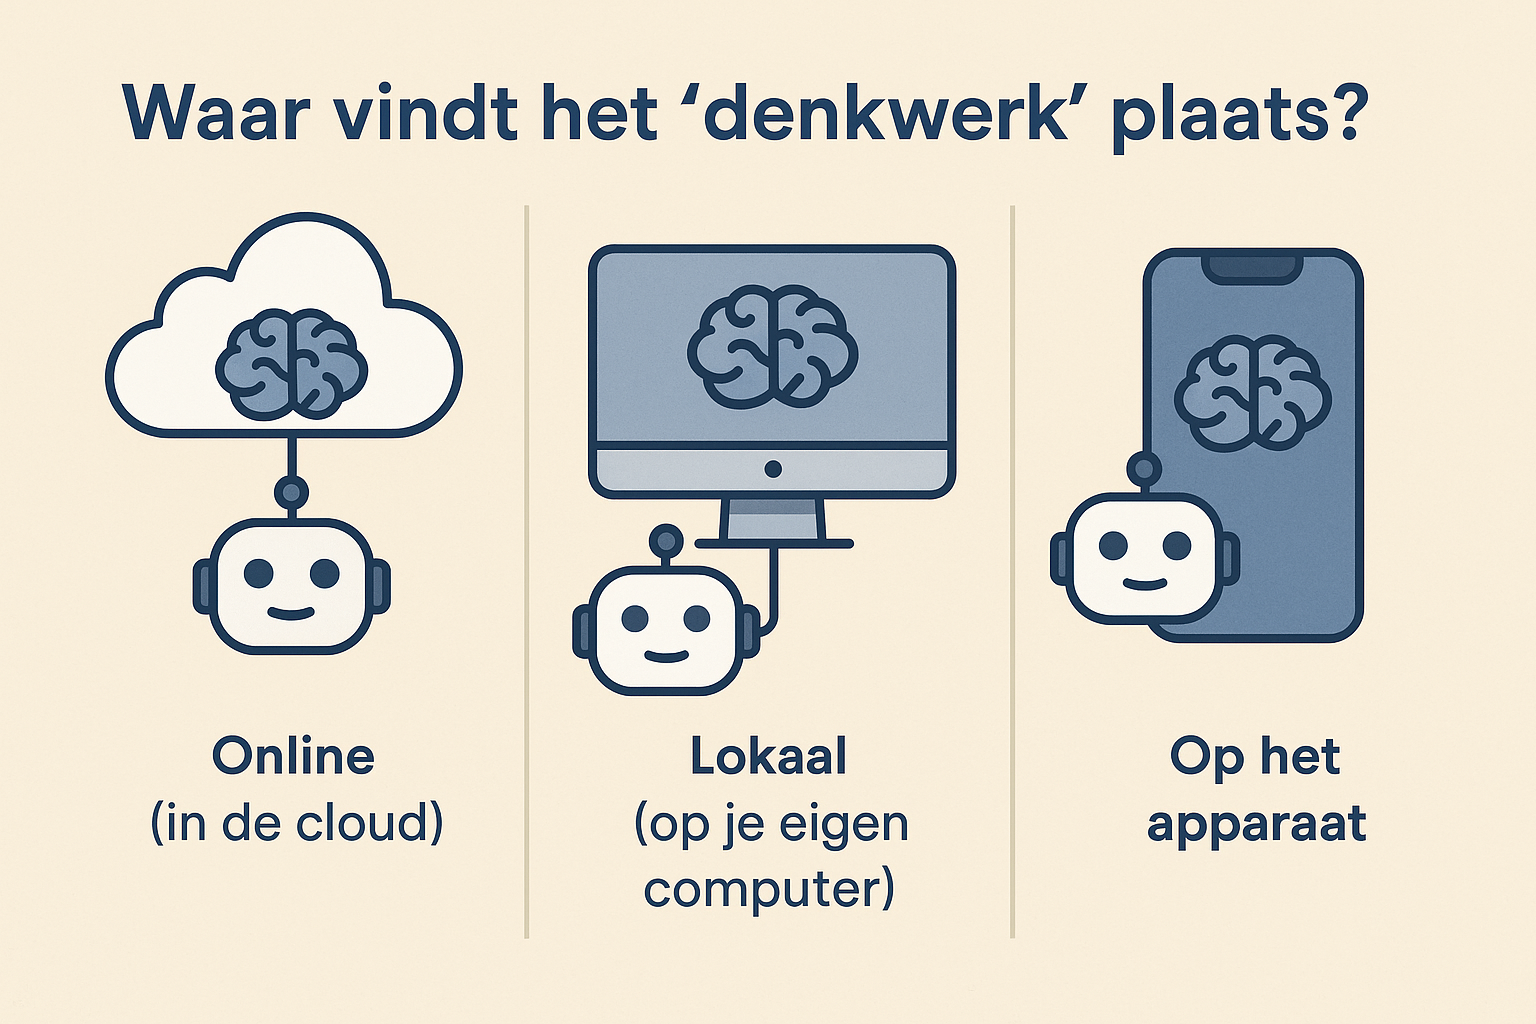 Waar vindt het ‘denkwerk’ plaats?
Online
(in de cloud)
Lokaal
(op je eigen
computer)
Op het
apparaat